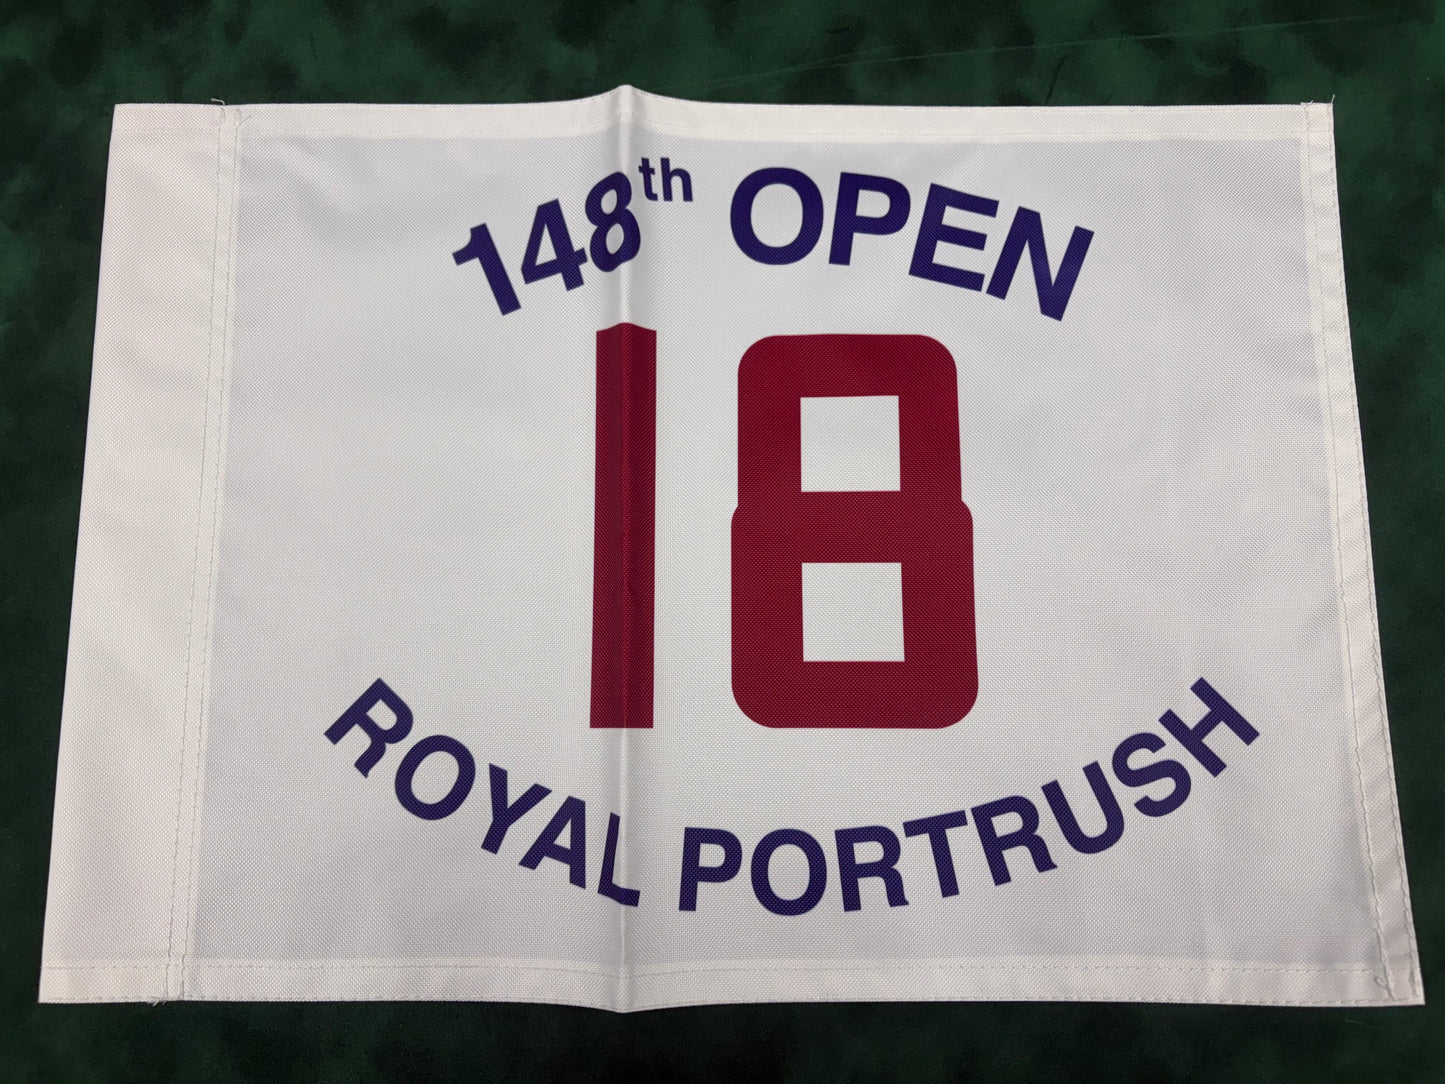 148th OPEN
18
ROYAL PORTRUSH